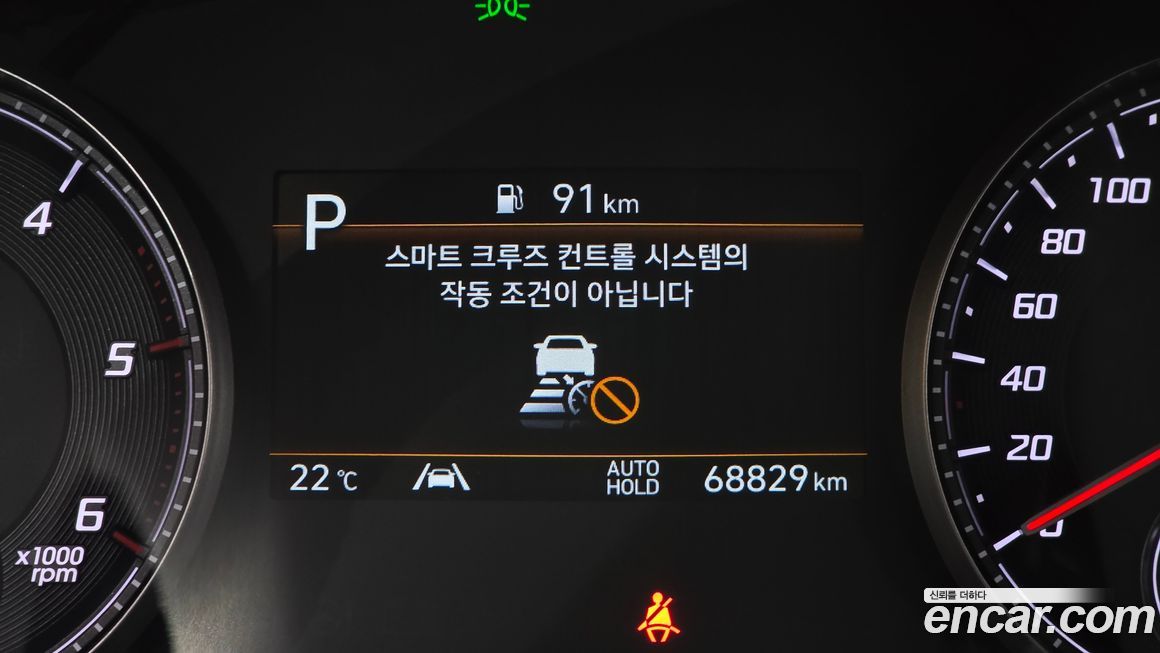 P
91 km
스마트 크루즈 컨트롤 시스템의
작동 조건이 아닙니다
22 ℃
AUTO
HOLD
68829 km
4
5
6
x1000
rpm
100
80
60
40
20
0
신뢰를 더하다
encar.com